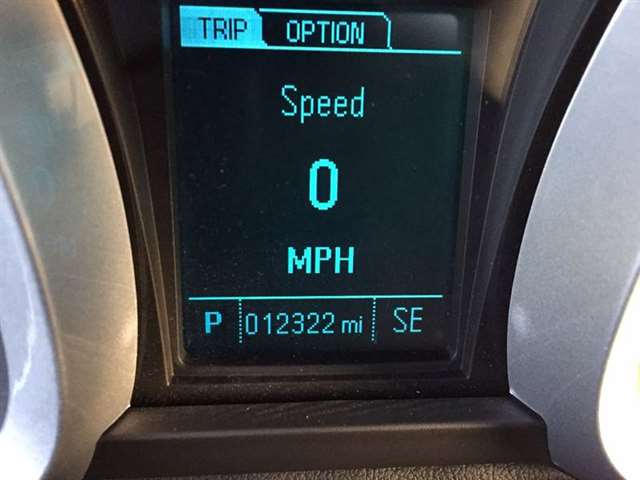 TRIP OPTION
Speed
0
MPH
P 012322 mi SE